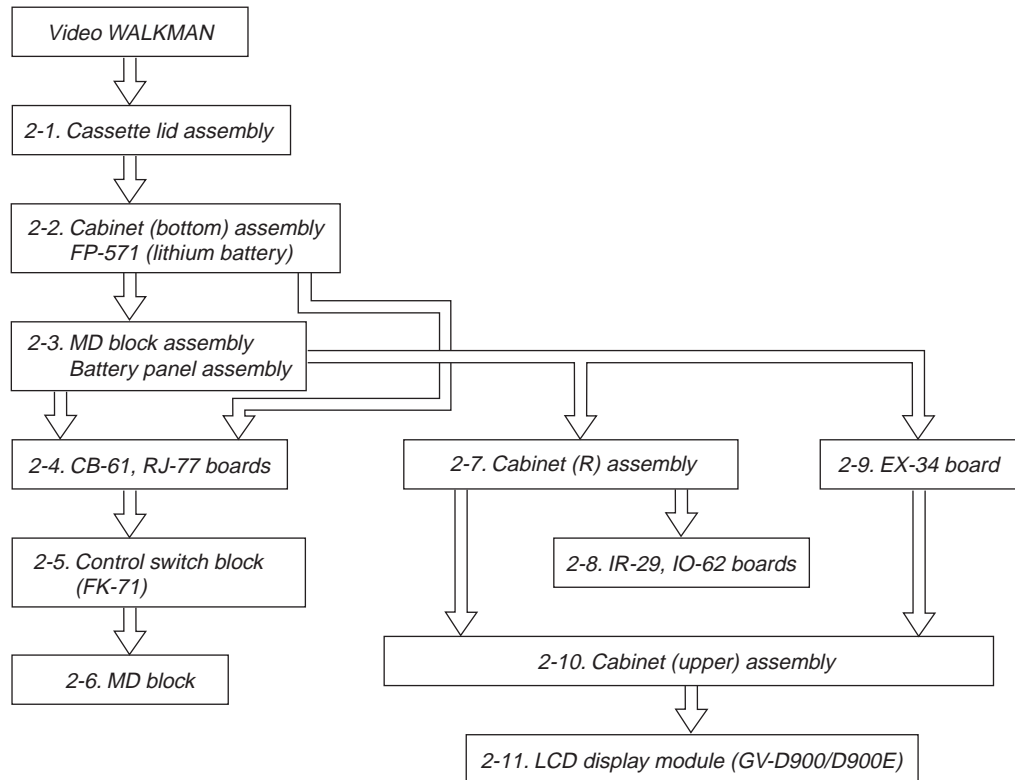 Video WALKMAN
2-1. Cassette lid assembly
2-2. Cabinet (bottom) assembly
FP-571 (lithium battery)
2-3. MD block assembly
Battery panel assembly
2-4. CB-61, RJ-77 boards
2-5. Control switch block
(FK-71)
2-6. MD block
2-7. Cabinet (R) assembly
2-8. IR-29, IO-62 boards
2-9. EX-34 board
2-10. Cabinet (upper) assembly
2-11. LCD display module (GV-D900/D900E)